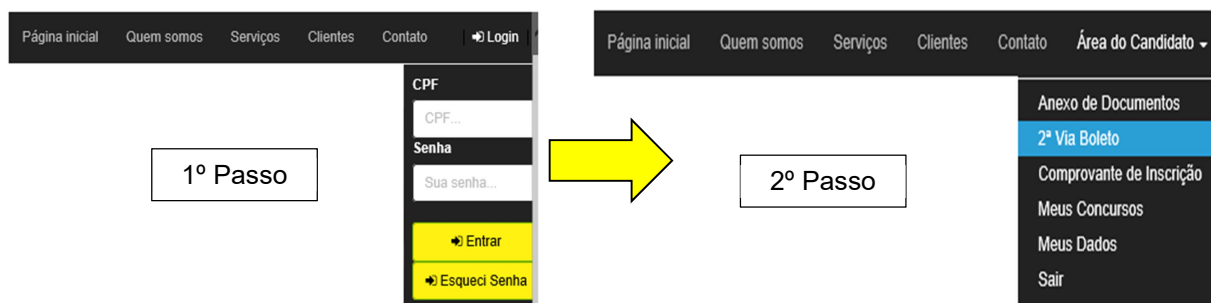 Página inicial Quem somos Serviços Clientes Contato Login
CPF
CPF...
Senha
Sua senha...
Entrar
Esqueci Senha
1º Passo
Página inicial Quem somos Serviços Clientes Contato Área do Candidato
Anexo de Documentos
2ª Via Boleto
Comprovante de Inscrição
Meus Concursos
Meus Dados
Sair
2º Passo